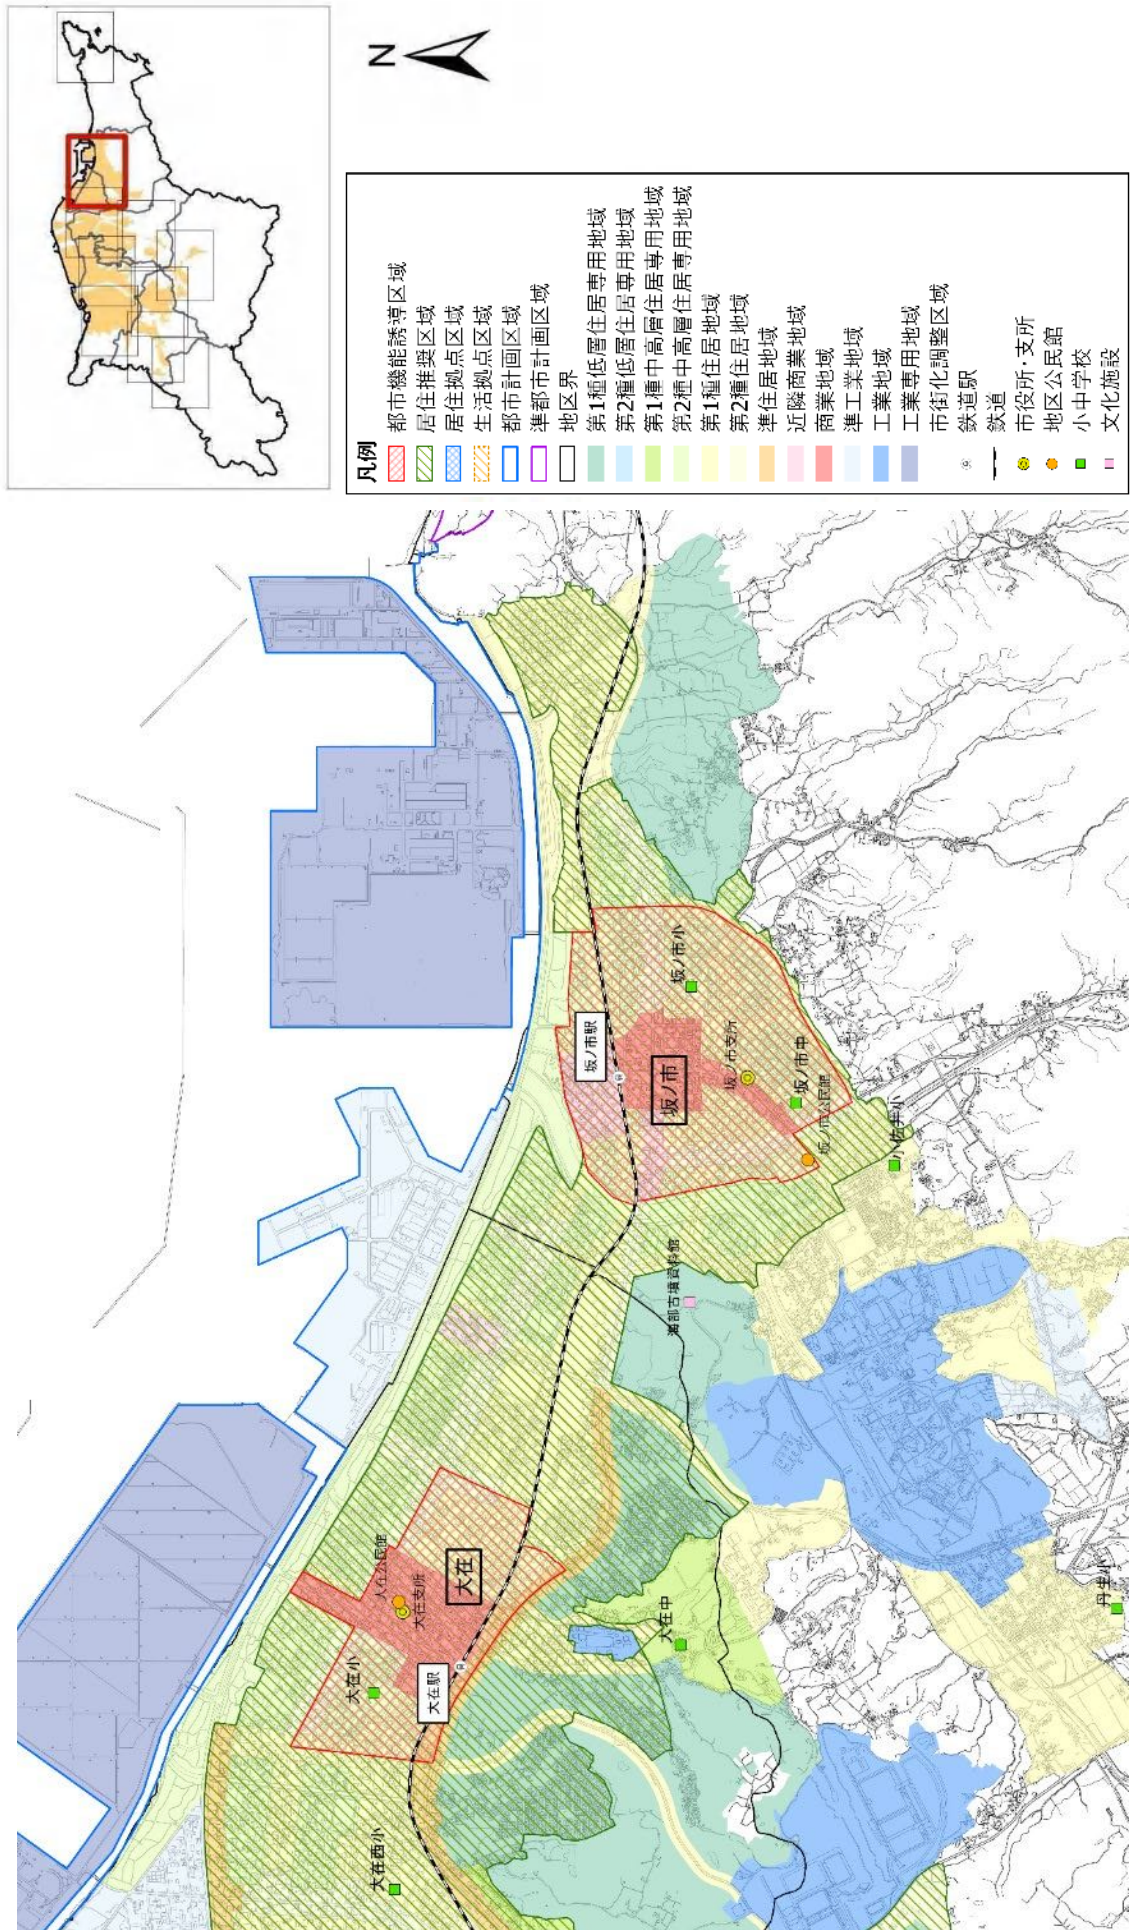 N
凡例
都市機能誘導区域
居住推奨区域
居住拠点区域
生活拠点区域
都市計画区域
準都市計画区域
地区界
第1種低層住居専用地域
第2種低層住居専用地域
第1種中高層住居専用地域
第2種中高層住居専用地域
第1種住居地域
第2種住居地域
準住居地域
近隣商業地域
商業地域
準工業地域
工業地域
工業専用地域
市街化調整区域
鉄道駅
鉄道
市役所・支所
地区公民館
小中学校
文化施設
大在公民館
大在支所
大在
大在小
大在駅
大在西小
大在中
坂ノ市駅
坂ノ市
坂ノ市小
坂ノ市支所
坂ノ市中
坂ノ市公民館
小佐井小
海部古墳資料館
丹生小